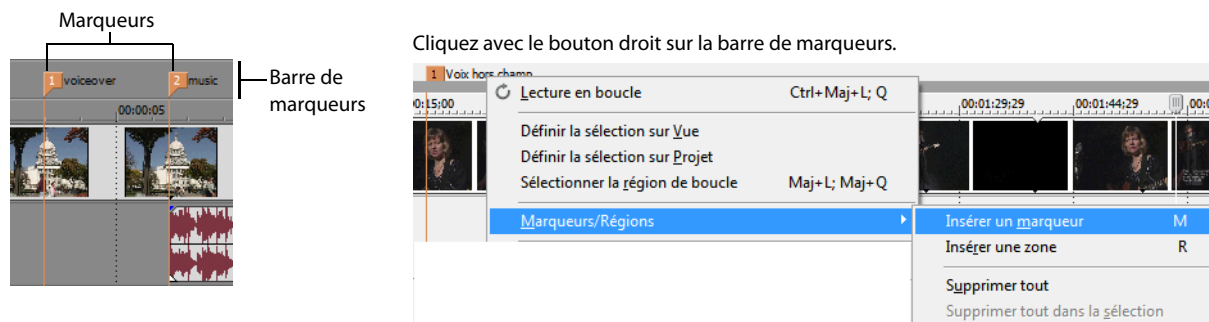 Marqueurs
1 voiceover
2 music
Barre de
marqueurs
00:00:05
Cliquez avec le bouton droit sur la barre de marqueurs.
1 Voix hors champ
Lecture en boucle Ctrl+Maj+L; Q
Définir la sélection sur Vue
Définir la sélection sur Projet
Sélectionner la région de boucle Maj+L; Maj+Q
Marqueurs/Régions
0:15;00
00:01:29;29
00:01:44;29
00:0
Insérer un marqueur M
Insérer une zone R
Supprimer tout
Supprimer tout dans la sélection